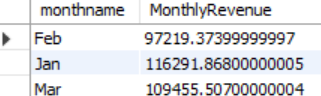 monthname MonthlyRevenue
Feb 97219.37399999997
Jan 116291.86800000005
Mar 109455.50700000004